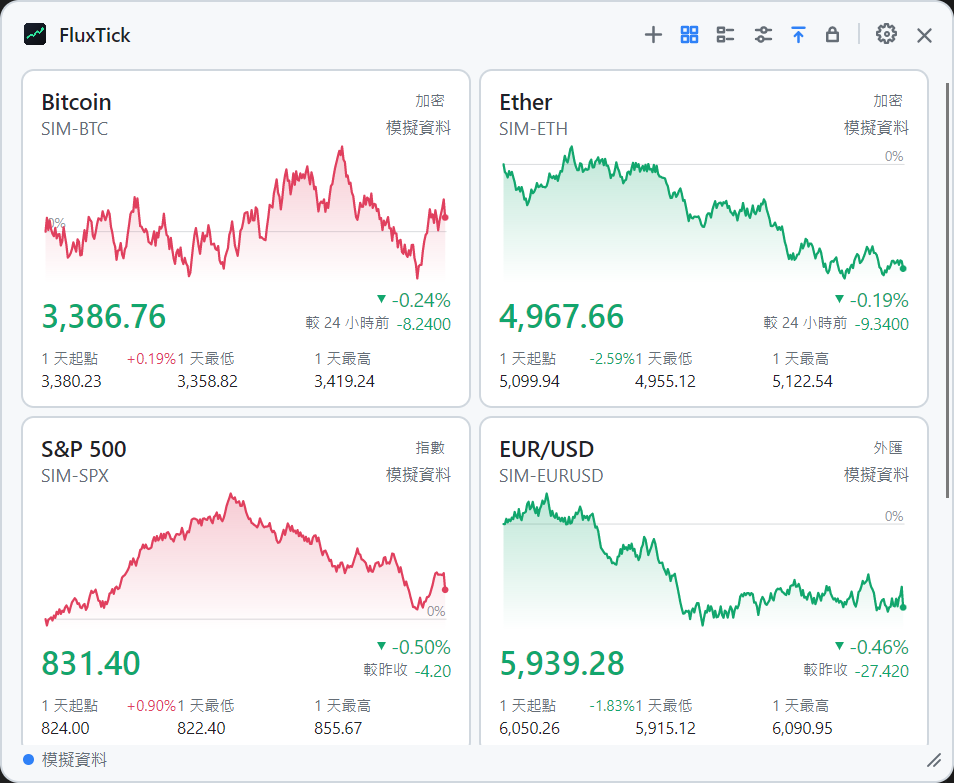 FluxTick
Bitcoin 加密
SIM-BTC 模擬資料
0%
▼ -0.24%
3,386.76 較 24 小時前 -8.2400
1 天起點 +0.19% 1 天最低 1 天最高
3,380.23 3,358.82 3,419.24
Ether 加密
SIM-ETH 模擬資料
0%
▼ -0.19%
4,967.66 較 24 小時前 -9.3400
1 天起點 -2.59% 1 天最低 1 天最高
5,099.94 4,955.12 5,122.54
S&P 500 指數
SIM-SPX 模擬資料
0%
▼ -0.50%
831.40 較昨收 -4.20
1 天起點 +0.90% 1 天最低 1 天最高
824.00 822.40 855.67
EUR/USD 外匯
SIM-EURUSD 模擬資料
0%
▼ -0.46%
5,939.28 較昨收 -27.420
1 天起點 -1.83% 1 天最低 1 天最高
6,050.26 5,915.12 6,090.95
模擬資料